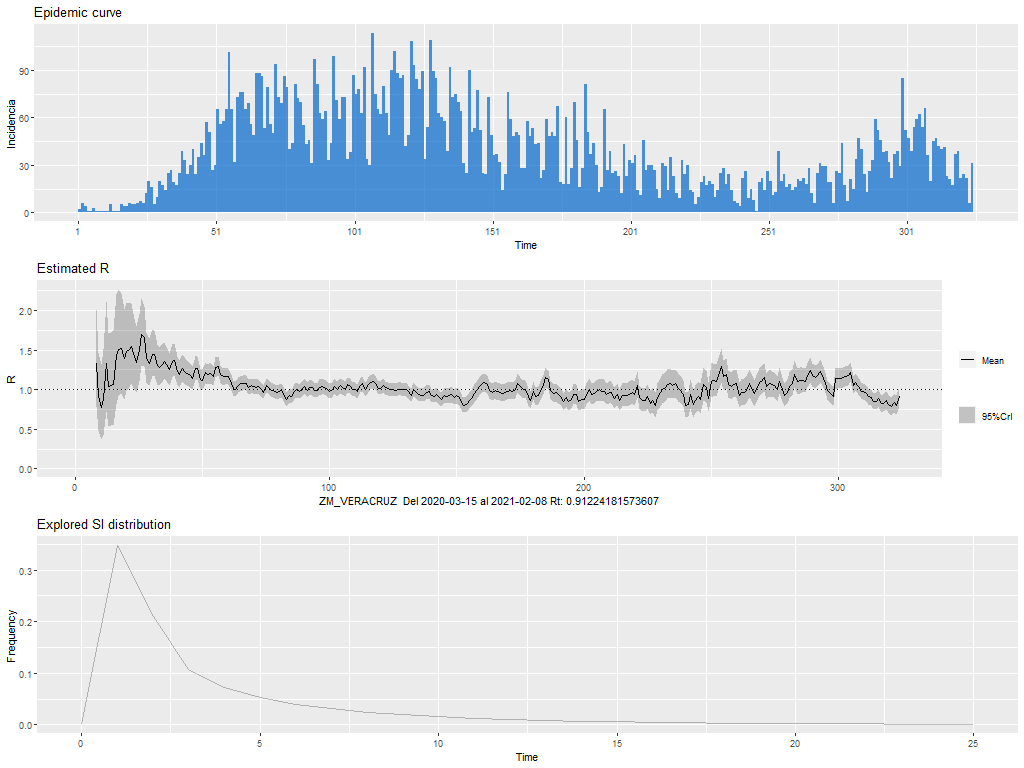 Epidemic curve
Incidencia
90
60
30
0
1
51
101
151
201
251
301
Time
Estimated R
R
2.0
1.5
1.0
0.5
0.0
0
100
200
300
ZM_VERACRUZ Del 2020-03-15 al 2021-02-08 Rt: 0.91224181573607
Mean
95%CrI
Explored SI distribution
Frequency
0.3
0.2
0.1
0.0
0
5
10
15
20
25
Time